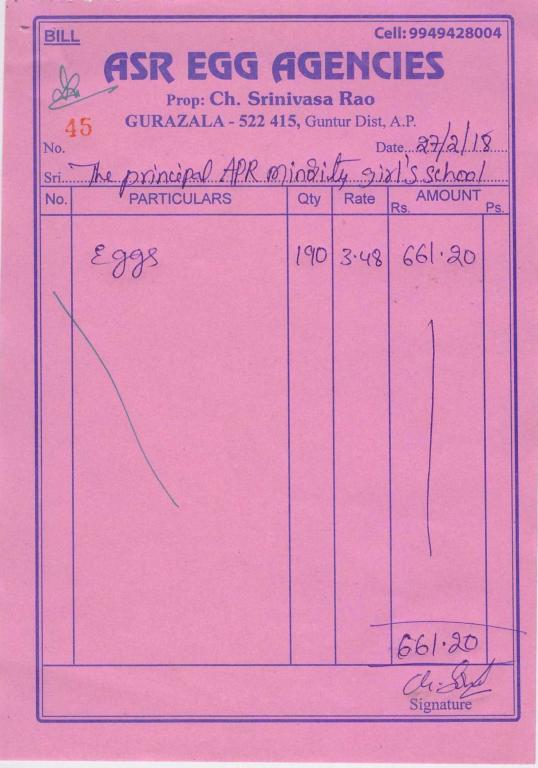 BILL
Cell: 9949428004
ASR EGG AGENCIES
Prop: Ch. Srinivasa Rao
GURAZALA - 522 415, Guntur Dist, A.P.
45
No.
Date 27/2/18
Sri The principal APR minority girl's school
No. PARTICULARS Qty Rate AMOUNT
Rs. Ps.
Eggs 190 3.48 661.20
661.20
Signature